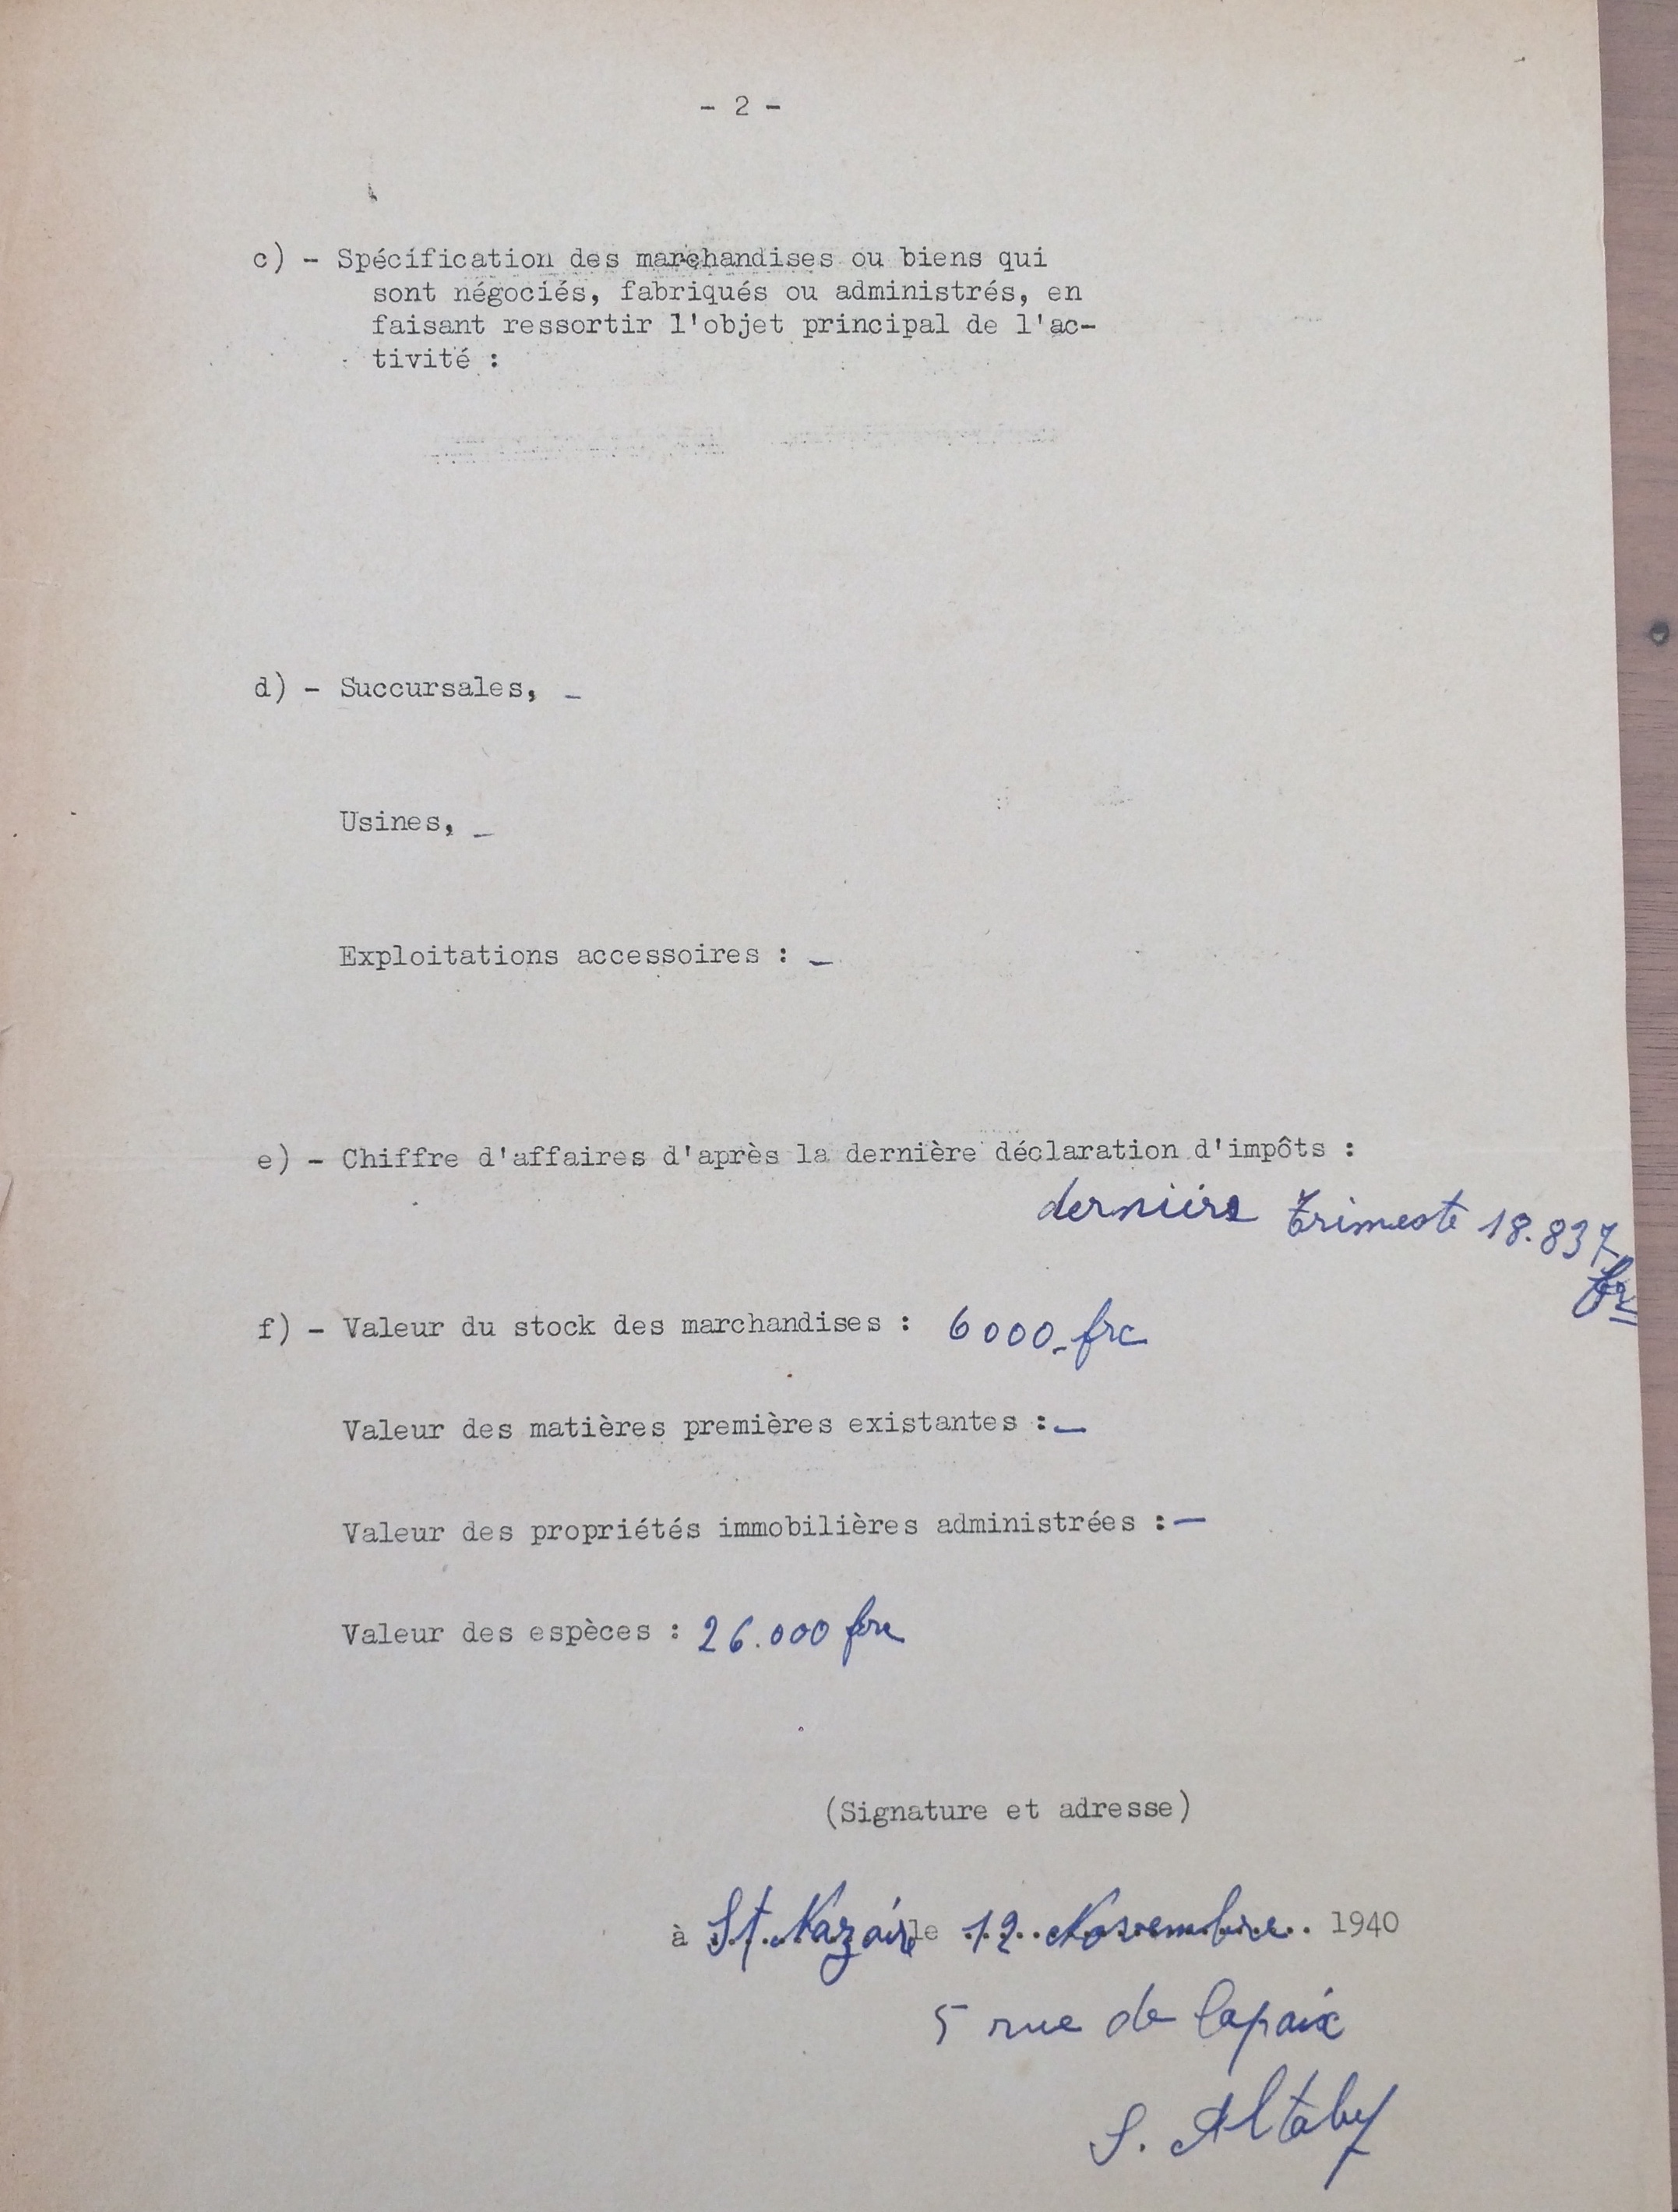 - 2 -
c) - Spécification des marchandises ou biens qui
sont négociés, fabriqués ou administrés, en
faisant ressortir l'objet principal de l'ac-
tivité :
d) - Succursales, -
Usines, -
Exploitations accessoires : -
e) - Chiffre d'affaires d'après la dernière déclaration d'impôts :
dernière trimeste 18.837
fr
f) - Valeur du stock des marchandises : 6000- frc
Valeur des matières premières existantes : -
Valeur des propriétés immobilières administrées : -
Valeur des espèces : 26.000 frc
(Signature et adresse)
à St. Nazaire le 12 Novembre 1940
5 rue de lapaix
S. Altabef